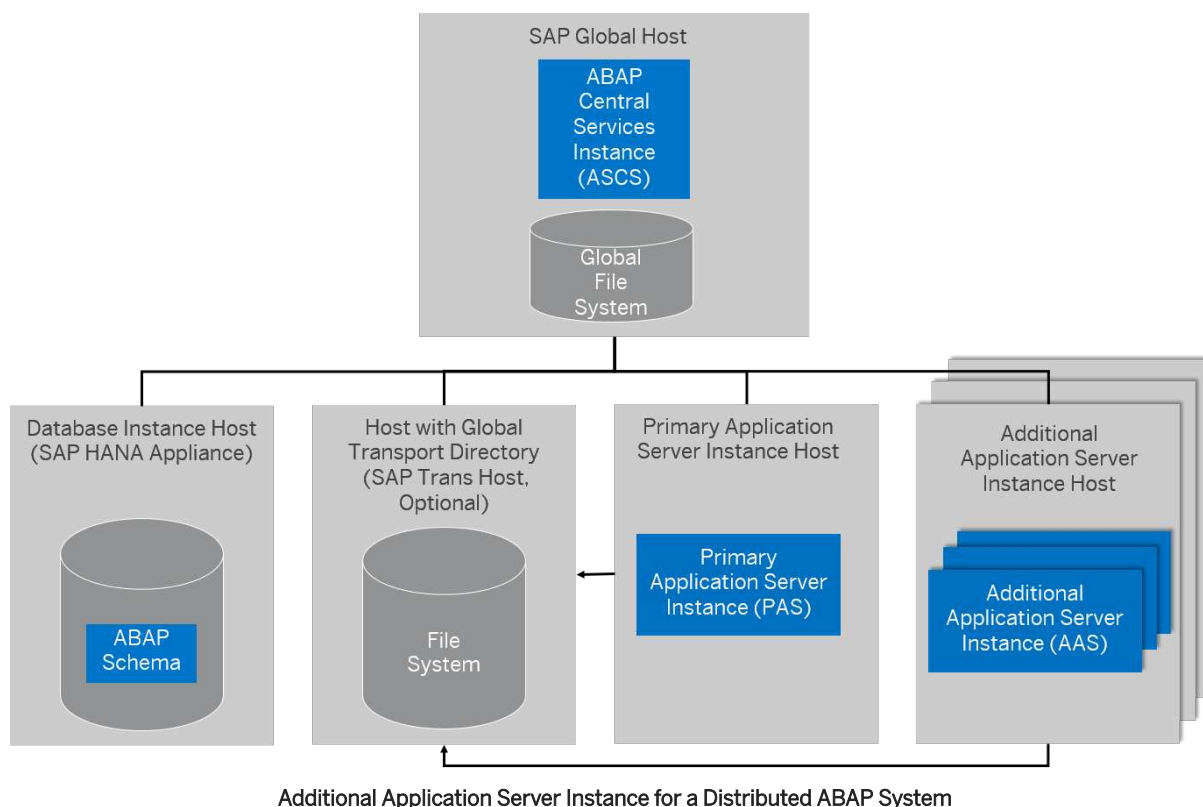 SAP Global Host
ABAP
Central
Services
Instance
(ASCS)
Global
File
System
Database Instance Host
(SAP HANA Appliance)
ABAP
Schema
Host with Global
Transport Directory
(SAP Trans Host,
Optional)
File
System
Primary Application
Server Instance Host
Primary
Application Server
Instance (PAS)
Additional
Application Server
Instance Host
Additional
Application Server
Instance (AAS)
Additional Application Server Instance for a Distributed ABAP System